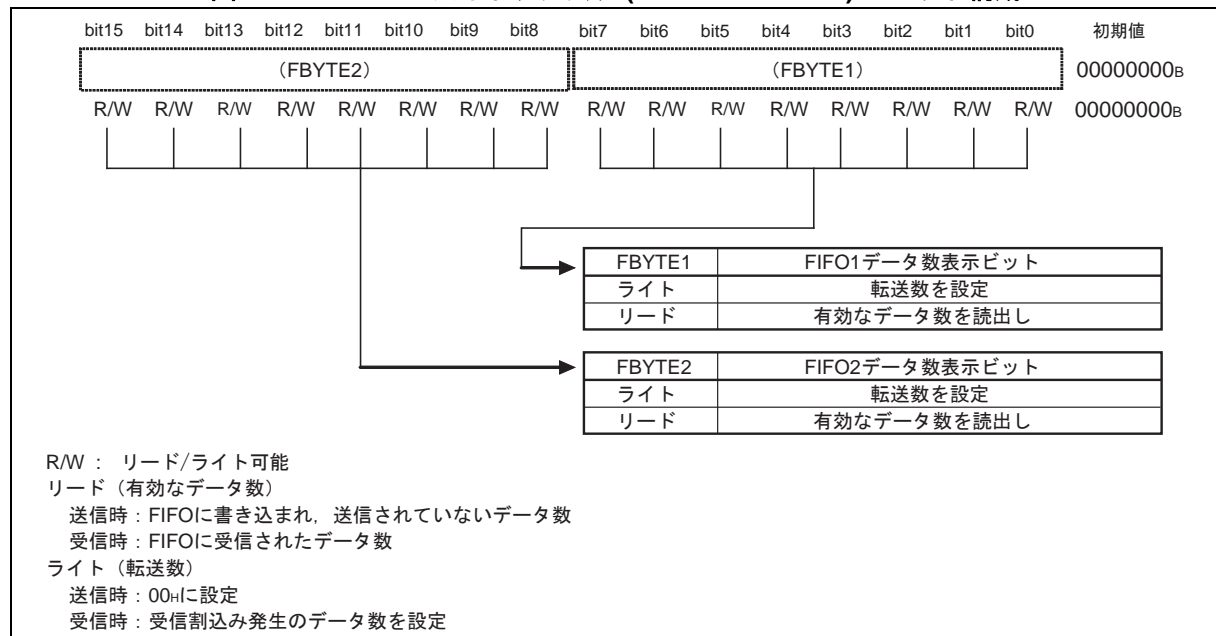 bit15 bit14 bit13 bit12 bit11 bit10 bit9 bit8 bit7 bit6 bit5 bit4 bit3 bit2 bit1 bit0 初期値
(FBYTE2) (FBYTE1) 00000000B
R/W R/W R/W R/W R/W R/W R/W R/W R/W R/W R/W R/W R/W R/W R/W R/W 00000000B
FBYTE1 FIFO1データ数表示ビット
ライト 転送数を設定
リード 有効なデータ数を読出し
FBYTE2 FIFO2データ数表示ビット
ライト 転送数を設定
リード 有効なデータ数を読出し
R/W : リード/ライト可能
リード（有効なデータ数）
送信時：FIFOに書き込まれ，送信されていないデータ数
受信時：FIFOに受信されたデータ数
ライト（転送数）
送信時：00Hに設定
受信時：受信割込み発生のデータ数を設定